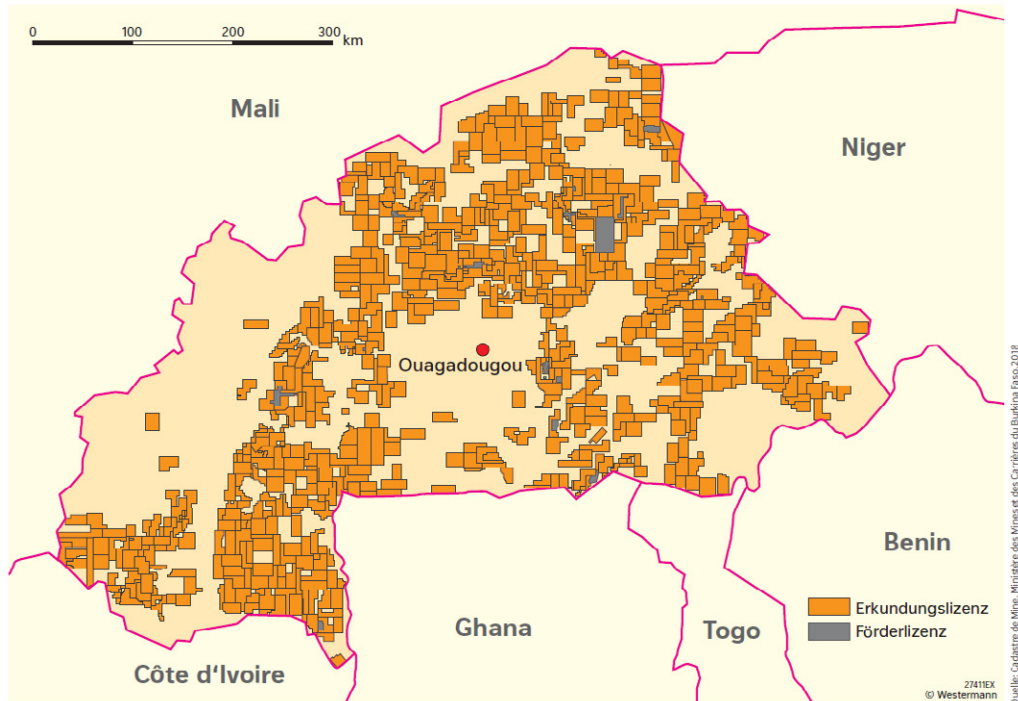 0 100 200 300 km
Mali
Niger
Ouagadougou
Benin
Erkundungslizenz
Förderlizenz
Ghana
Togo
Côte d'Ivoire
27411EX
© Westermann
Quelle: Cadastre de Mine. Ministère des Mines et des Carrières du Burkina Faso 2018